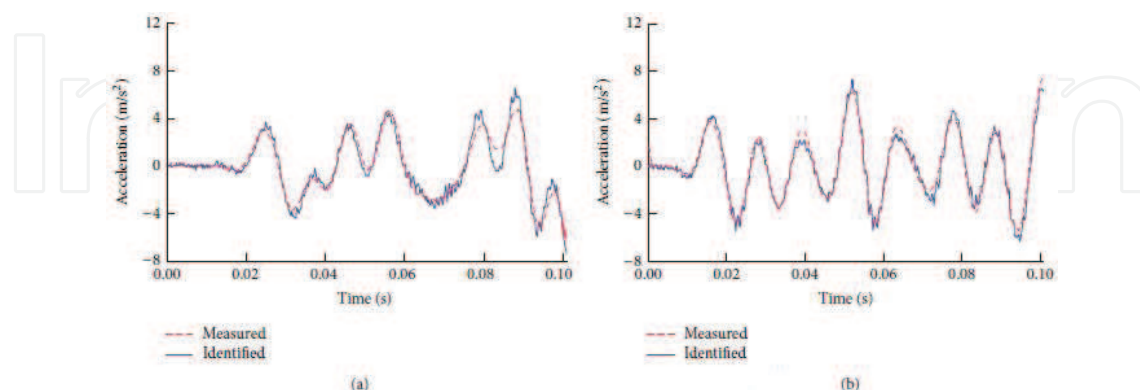 12
8
4
0
−4
−8
Acceleration (m/s²)
0.00 0.02 0.04 0.06 0.08 0.10
Time (s)
Measured
Identified
(a)
12
8
4
0
−4
−8
Acceleration (m/s²)
0.00 0.02 0.04 0.06 0.08 0.10
Time (s)
Measured
Identified
(b)